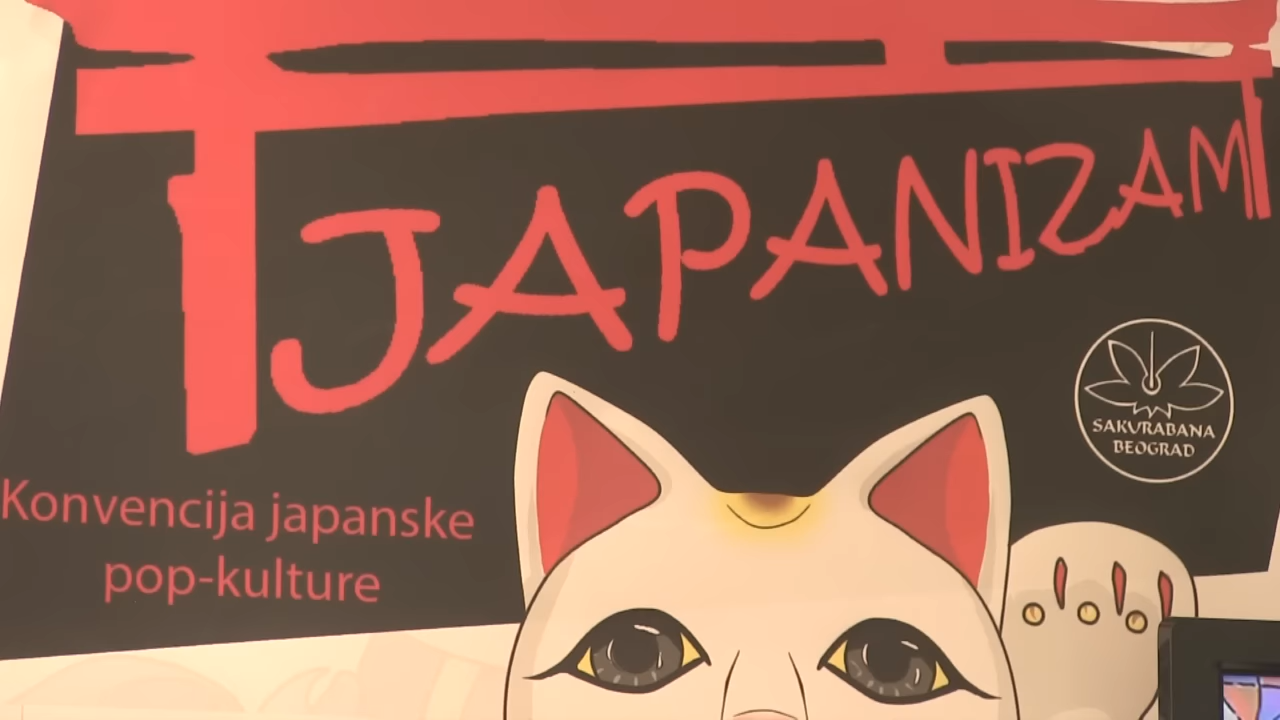 JAPANIZAM
Konvencija japanske
pop-kulture
SAKURABANA
BEOGRAD